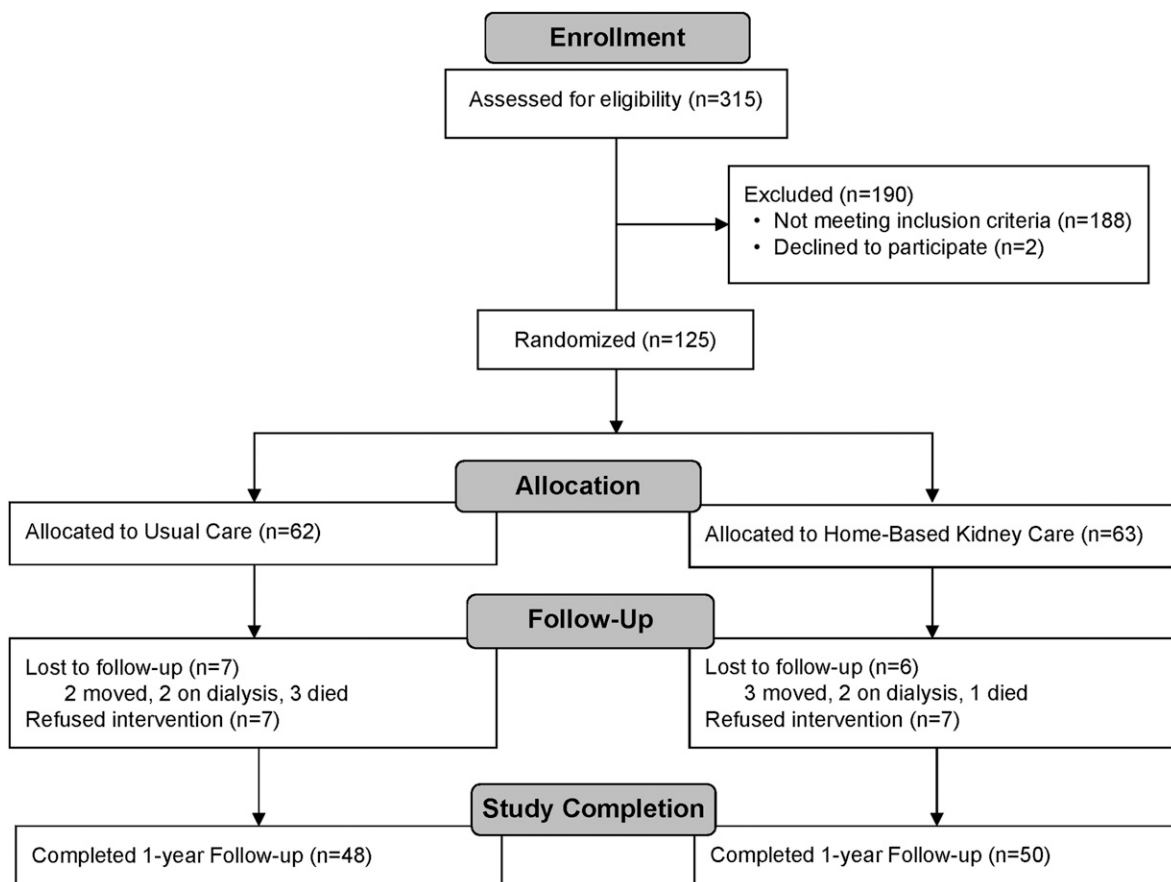 Enrollment
Assessed for eligibility (n=315)
Excluded (n=190)
• Not meeting inclusion criteria (n=188)
• Declined to participate (n=2)
Randomized (n=125)
Allocation
Allocated to Usual Care (n=62)
Allocated to Home-Based Kidney Care (n=63)
Follow-Up
Lost to follow-up (n=7)
2 moved, 2 on dialysis, 3 died
Refused intervention (n=7)
Lost to follow-up (n=6)
3 moved, 2 on dialysis, 1 died
Refused intervention (n=7)
Study Completion
Completed 1-year Follow-up (n=48)
Completed 1-year Follow-up (n=50)